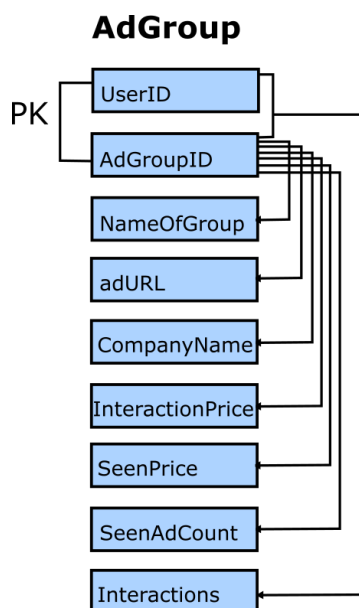 AdGroup
UserID
PK
AdGroupID
NameOfGroup
adURL
CompanyName
InteractionPrice
SeenPrice
SeenAdCount
Interactions